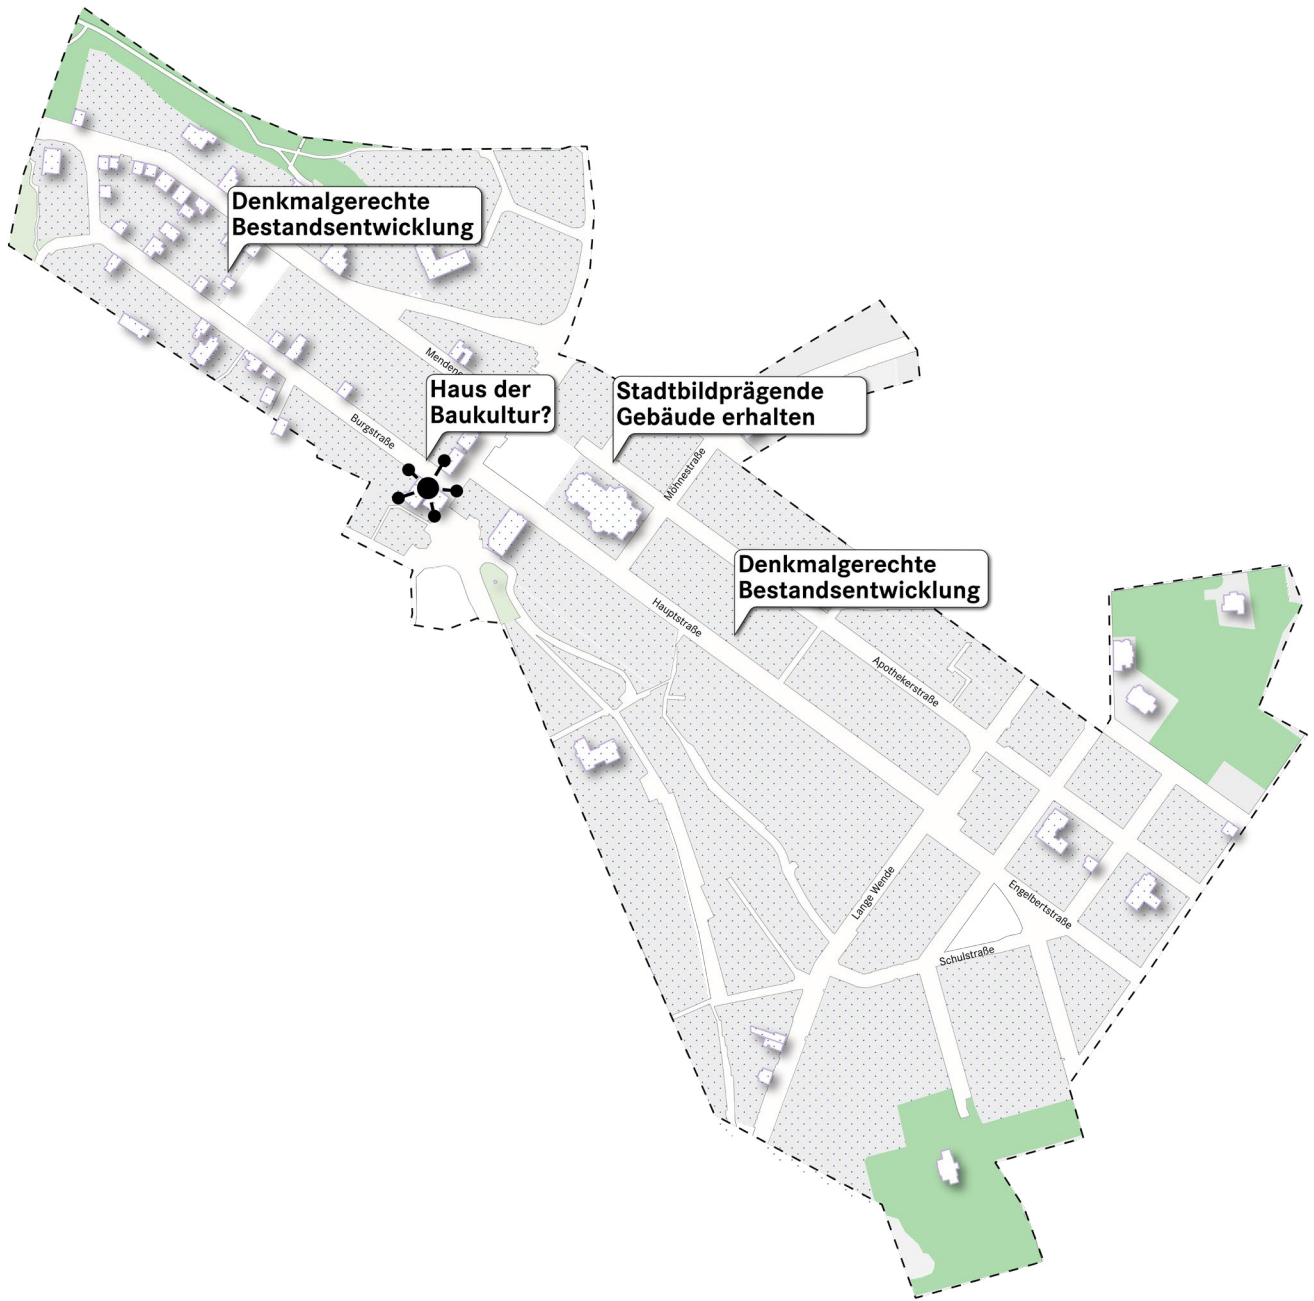 Denkmalgerechte
Bestandsentwicklung
Haus der
Baukultur?
Stadtbildprägende
Gebäude erhalten
Burgstraße
Möhnestraße
Denkmalgerechte
Bestandsentwicklung
Hauptstraße
Apothekerstraße
Lange Wende
Engelbertstraße
Schulstraße